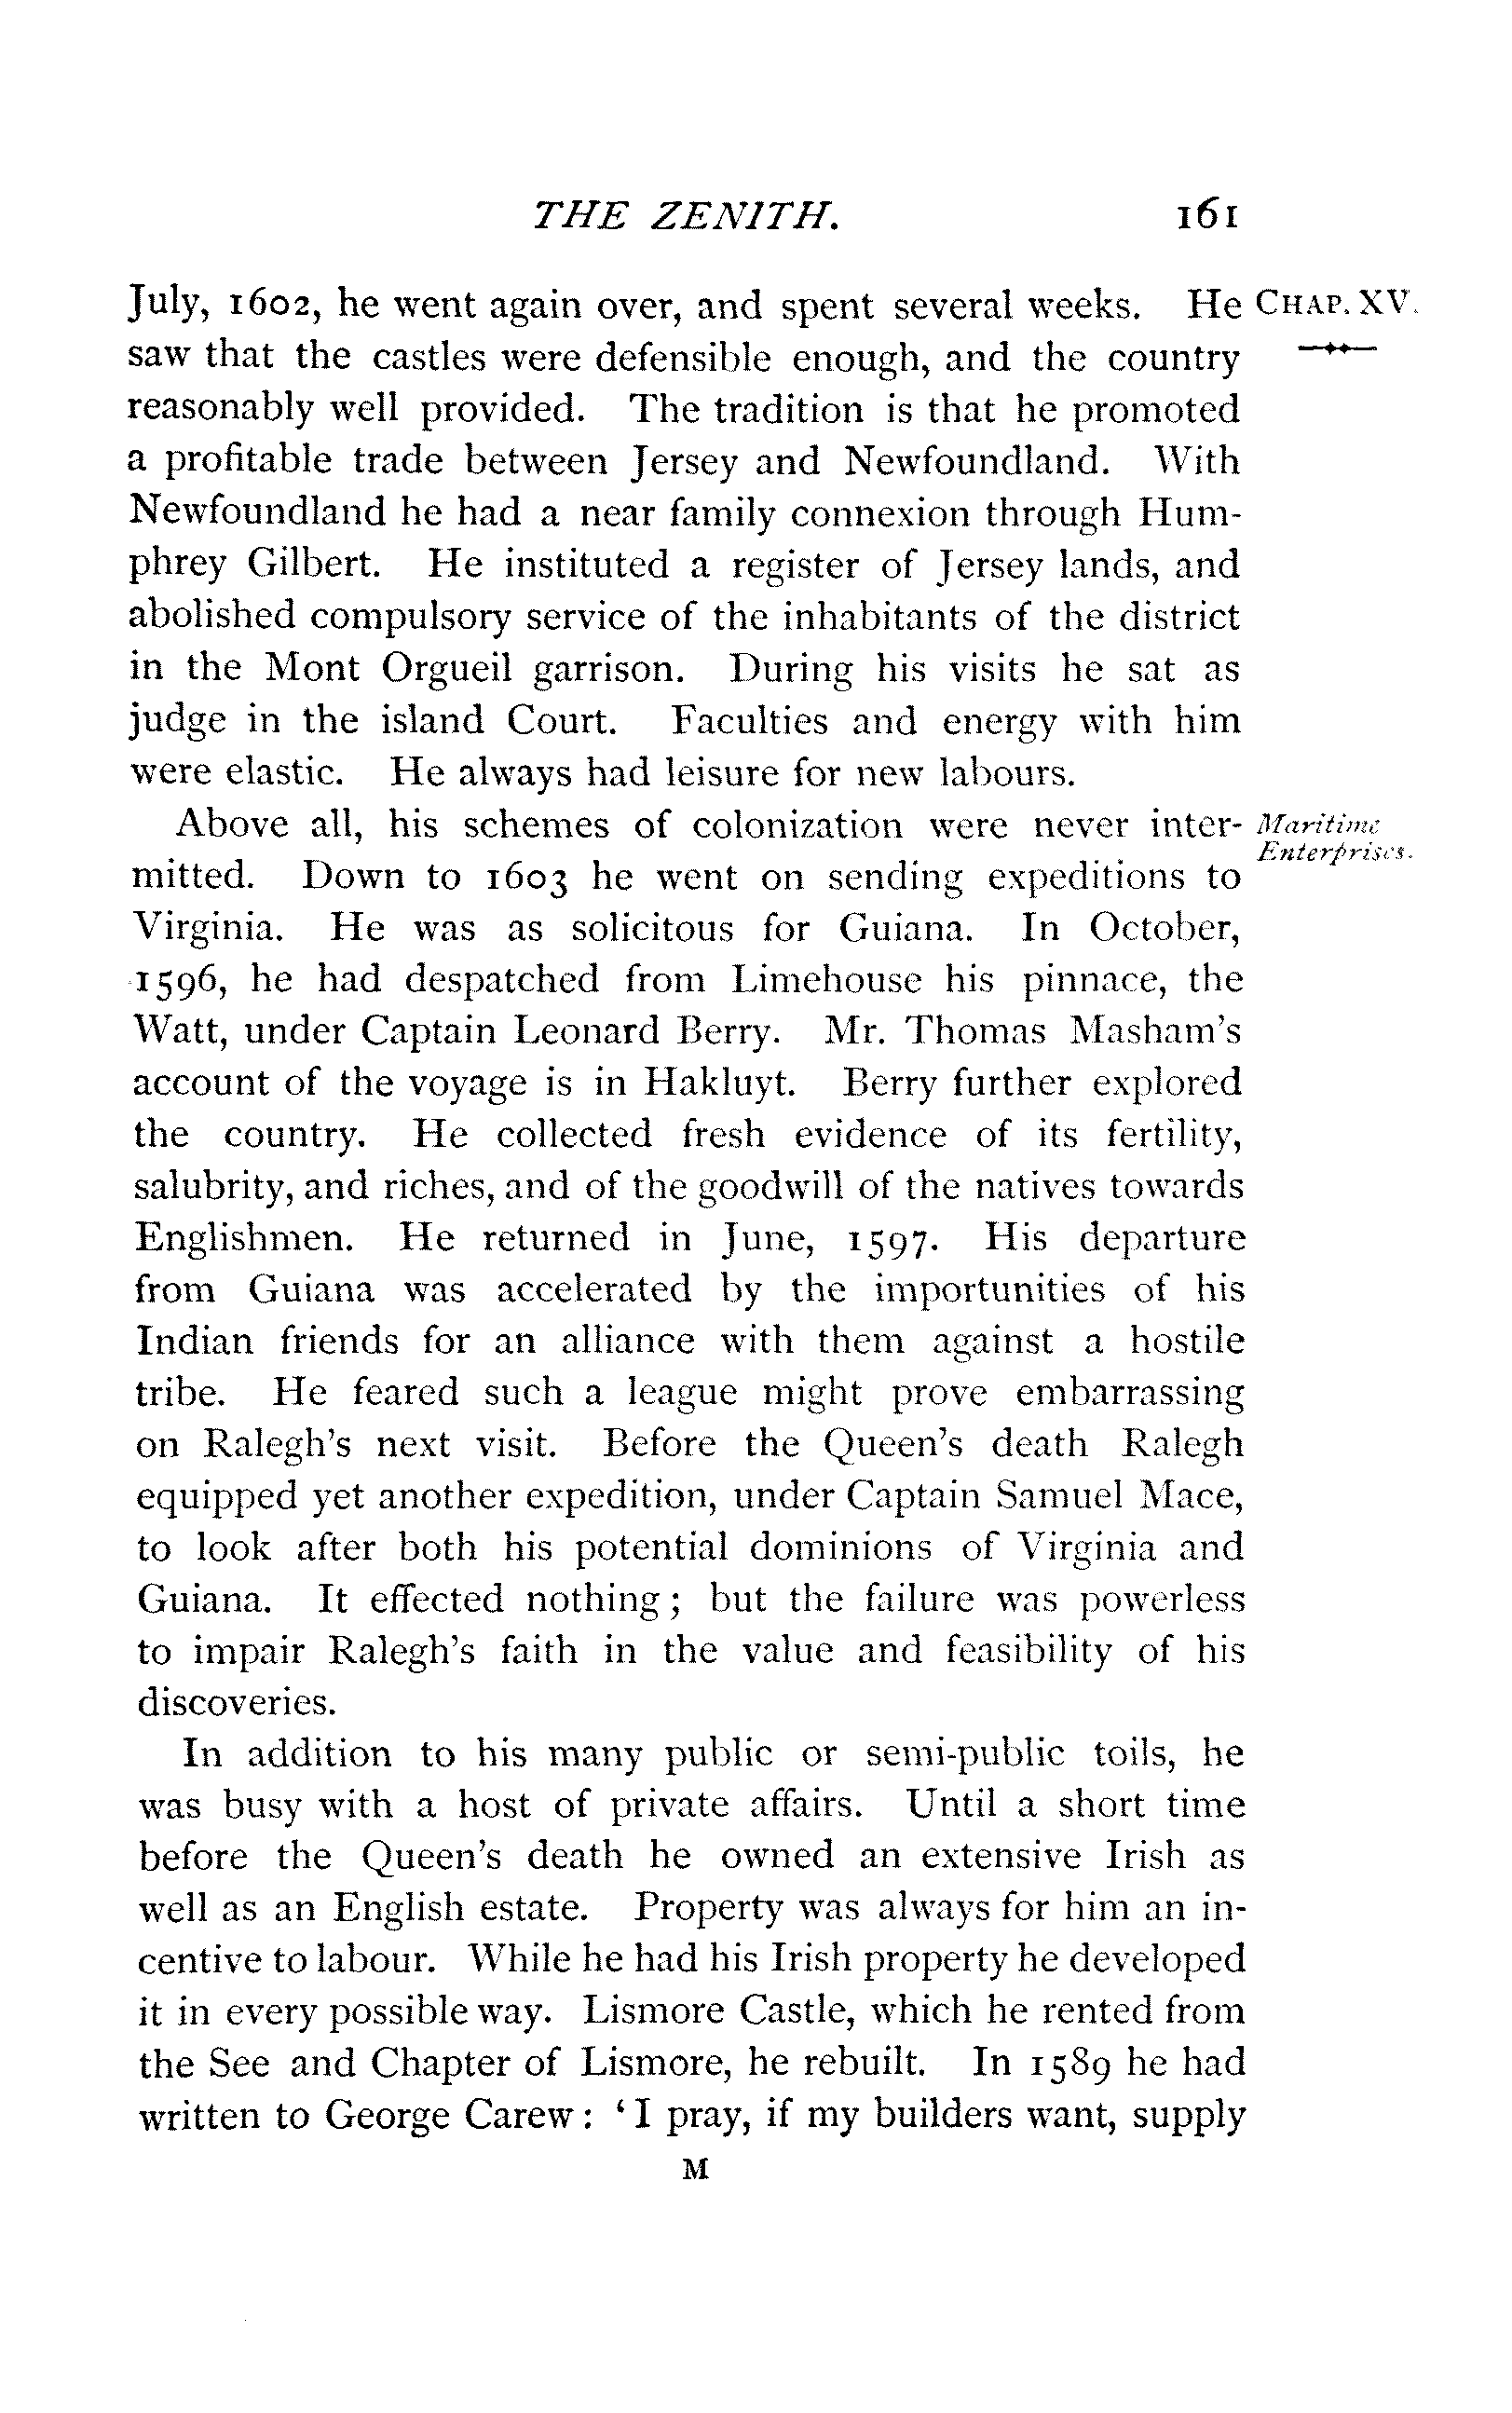 THE ZENITH. 161
July, 1602, he went again over, and spent several weeks. He CHAP. XV.
saw that the castles were defensible enough, and the country
reasonably well provided. The tradition is that he promoted
a profitable trade between Jersey and Newfoundland. With
Newfoundland he had a near family connexion through Hum-
phrey Gilbert. He instituted a register of Jersey lands, and
abolished compulsory service of the inhabitants of the district
in the Mont Orgueil garrison. During his visits he sat as
judge in the island Court. Faculties and energy with him
were elastic. He always had leisure for new labours.
Above all, his schemes of colonization were never inter-
Maritime
Enterprises.
mitted. Down to 1603 he went on sending expeditions to
Virginia. He was as solicitous for Guiana. In October,
1596, he had despatched from Limehouse his pinnace, the
Watt, under Captain Leonard Berry. Mr. Thomas Masham's
account of the voyage is in Hakluyt. Berry further explored
the country. He collected fresh evidence of its fertility,
salubrity, and riches, and of the goodwill of the natives towards
Englishmen. He returned in June, 1597. His departure
from Guiana was accelerated by the importunities of his
Indian friends for an alliance with them against a hostile
tribe. He feared such a league might prove embarrassing
on Ralegh's next visit. Before the Queen's death Ralegh
equipped yet another expedition, under Captain Samuel Mace,
to look after both his potential dominions of Virginia and
Guiana. It effected nothing; but the failure was powerless
to impair Ralegh's faith in the value and feasibility of his
discoveries.
In addition to his many public or semi-public toils, he
was busy with a host of private affairs. Until a short time
before the Queen's death he owned an extensive Irish as
well as an English estate. Property was always for him an in-
centive to labour. While he had his Irish property he developed
it in every possible way. Lismore Castle, which he rented from
the See and Chapter of Lismore, he rebuilt. In 1589 he had
written to George Carew: 'I pray, if my builders want, supply
M